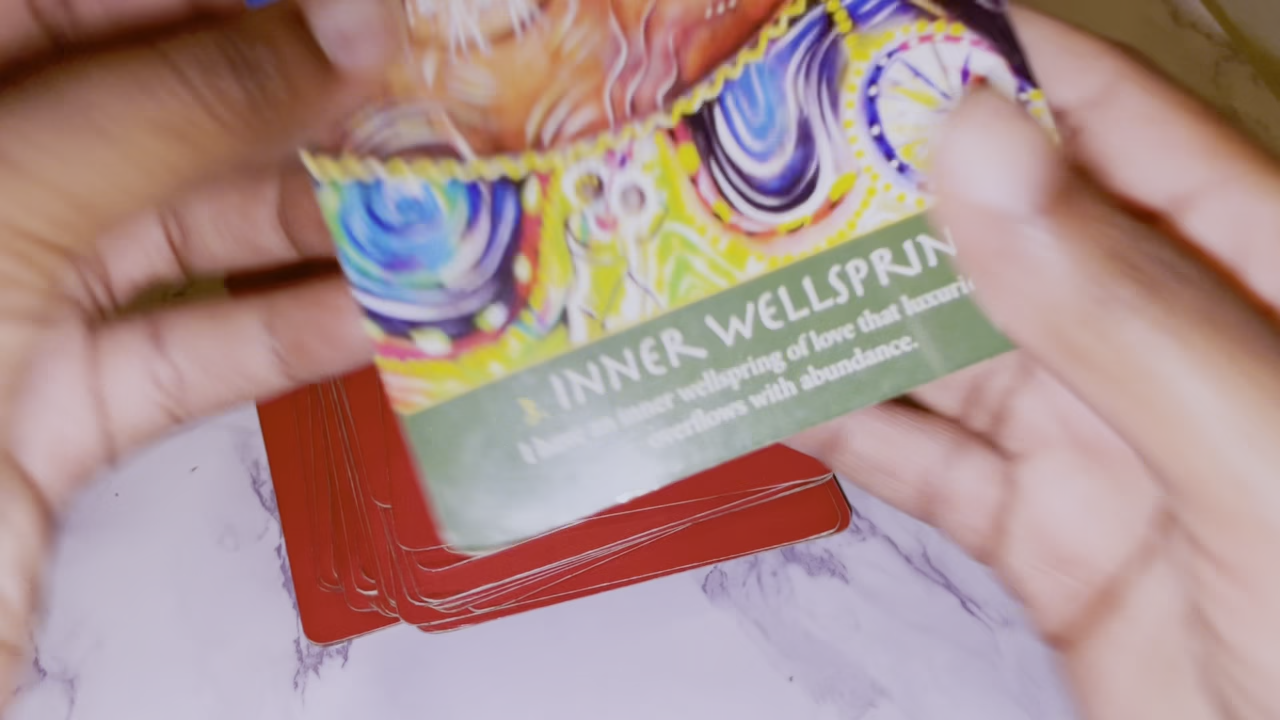 INNER WELLSPRIN
I have an inner wellspring of love that luxuri
overflows with abundance.